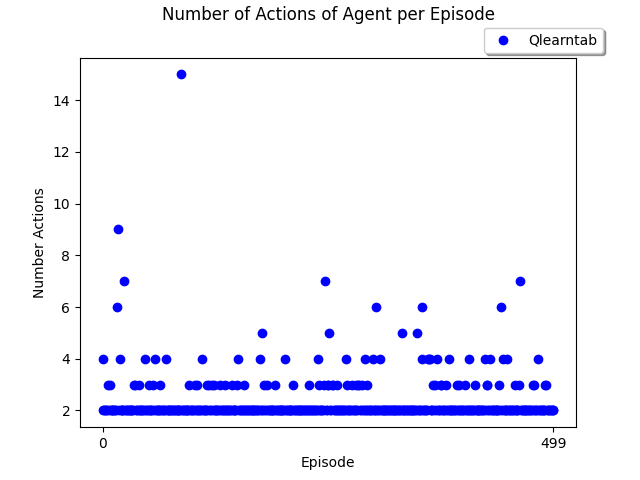 Number of Actions of Agent per Episode
Qlearntab
14
12
10
8
6
4
2
Number Actions
0
499
Episode